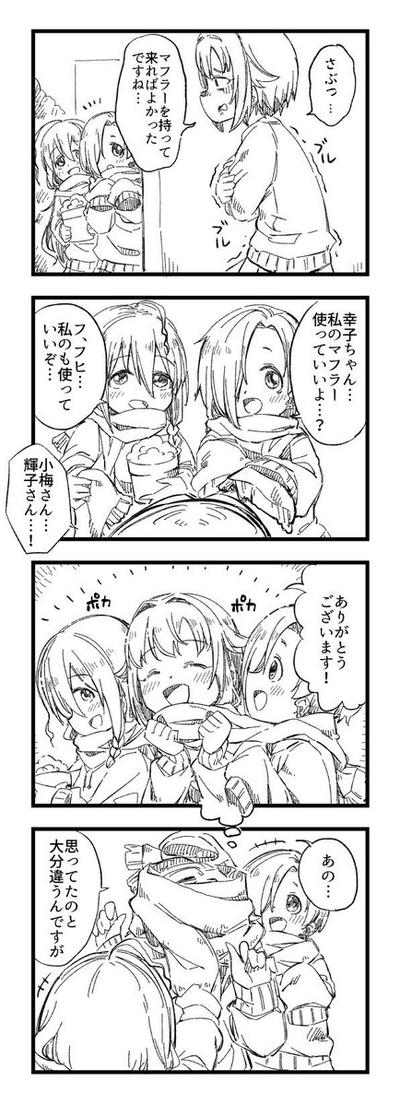 さぶっ…
マフラーを持って
来ればよかった
ですね…
ブル
ブル
幸子ちゃん…
私のマフラー
使っていいよ…?
フ、フヒ…
私のも使って
いいぞ…
小梅さん…
輝子さん…!
ありがとう
ございます!
ポカ
ポカ
あの…
思ってたのと
大分違うんですが